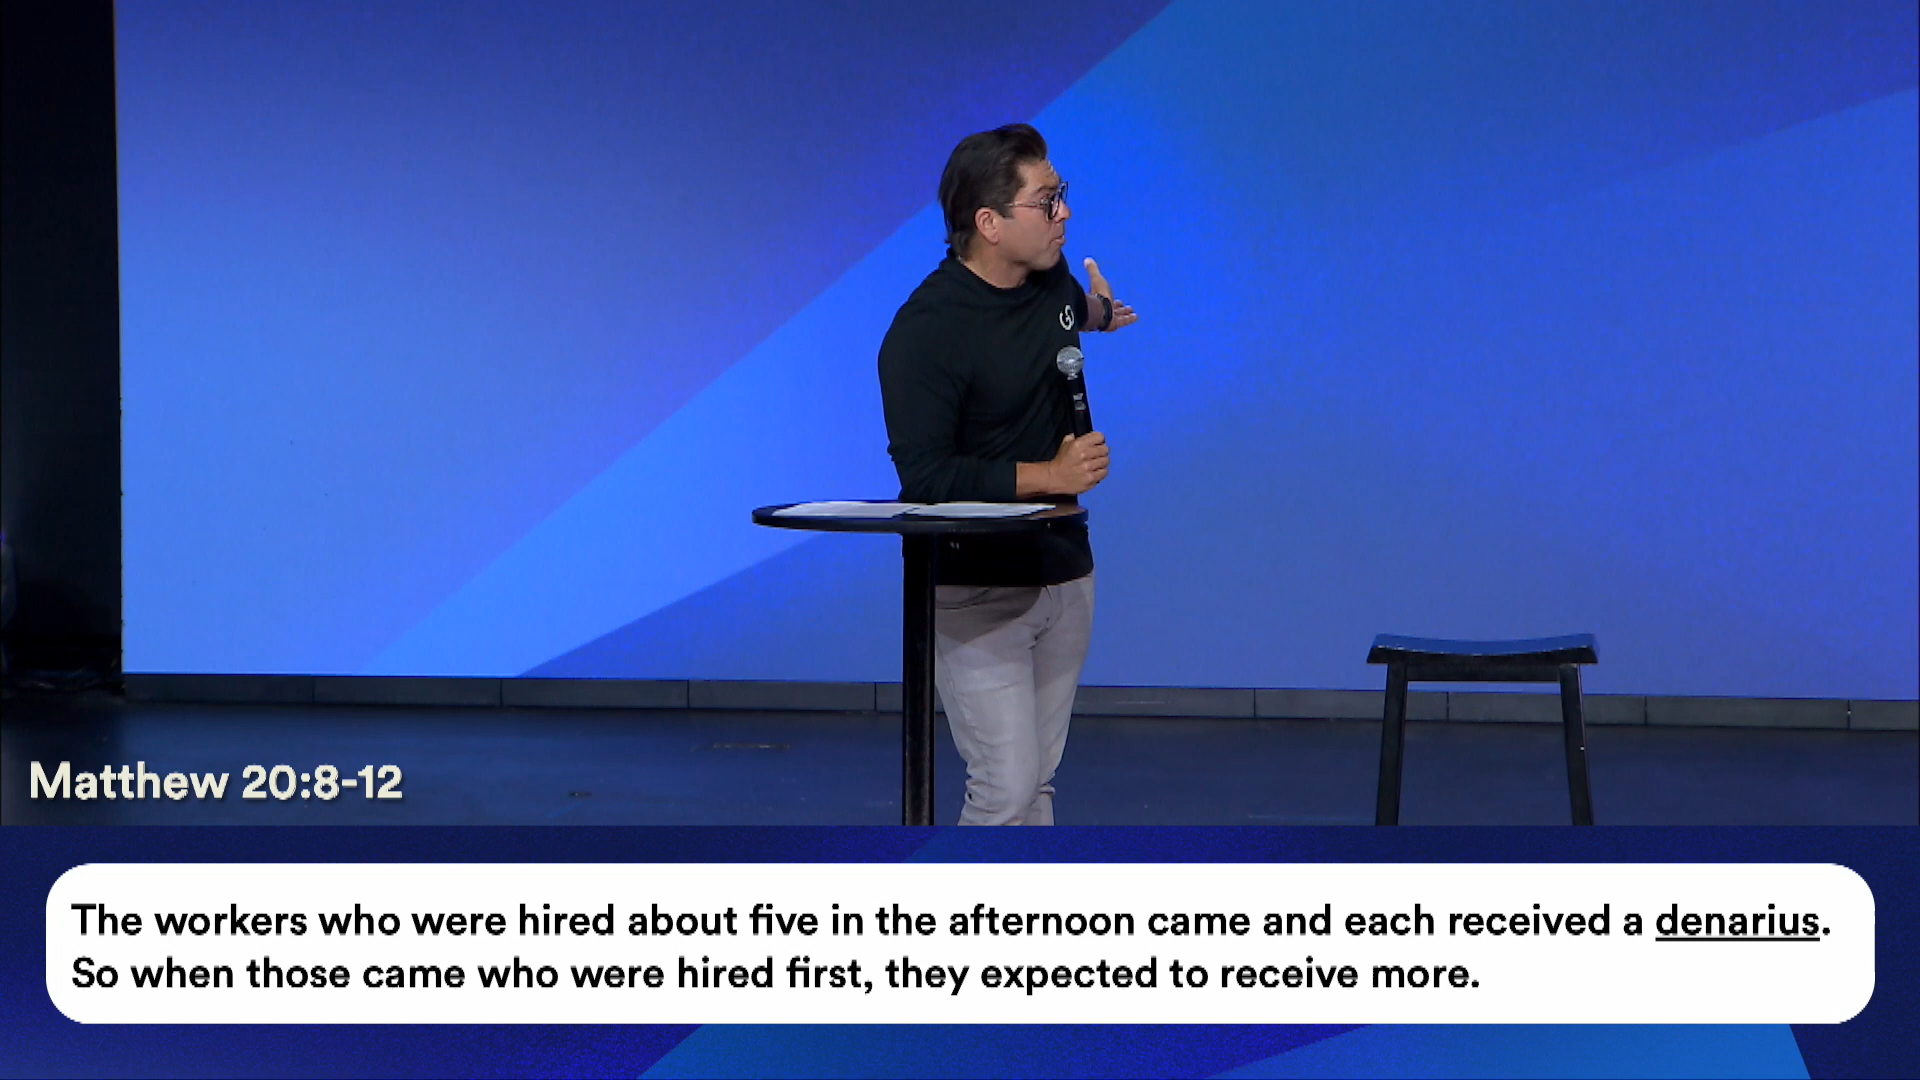 Matthew 20:8-12
The workers who were hired about five in the afternoon came and each received a denarius.
So when those came who were hired first, they expected to receive more.